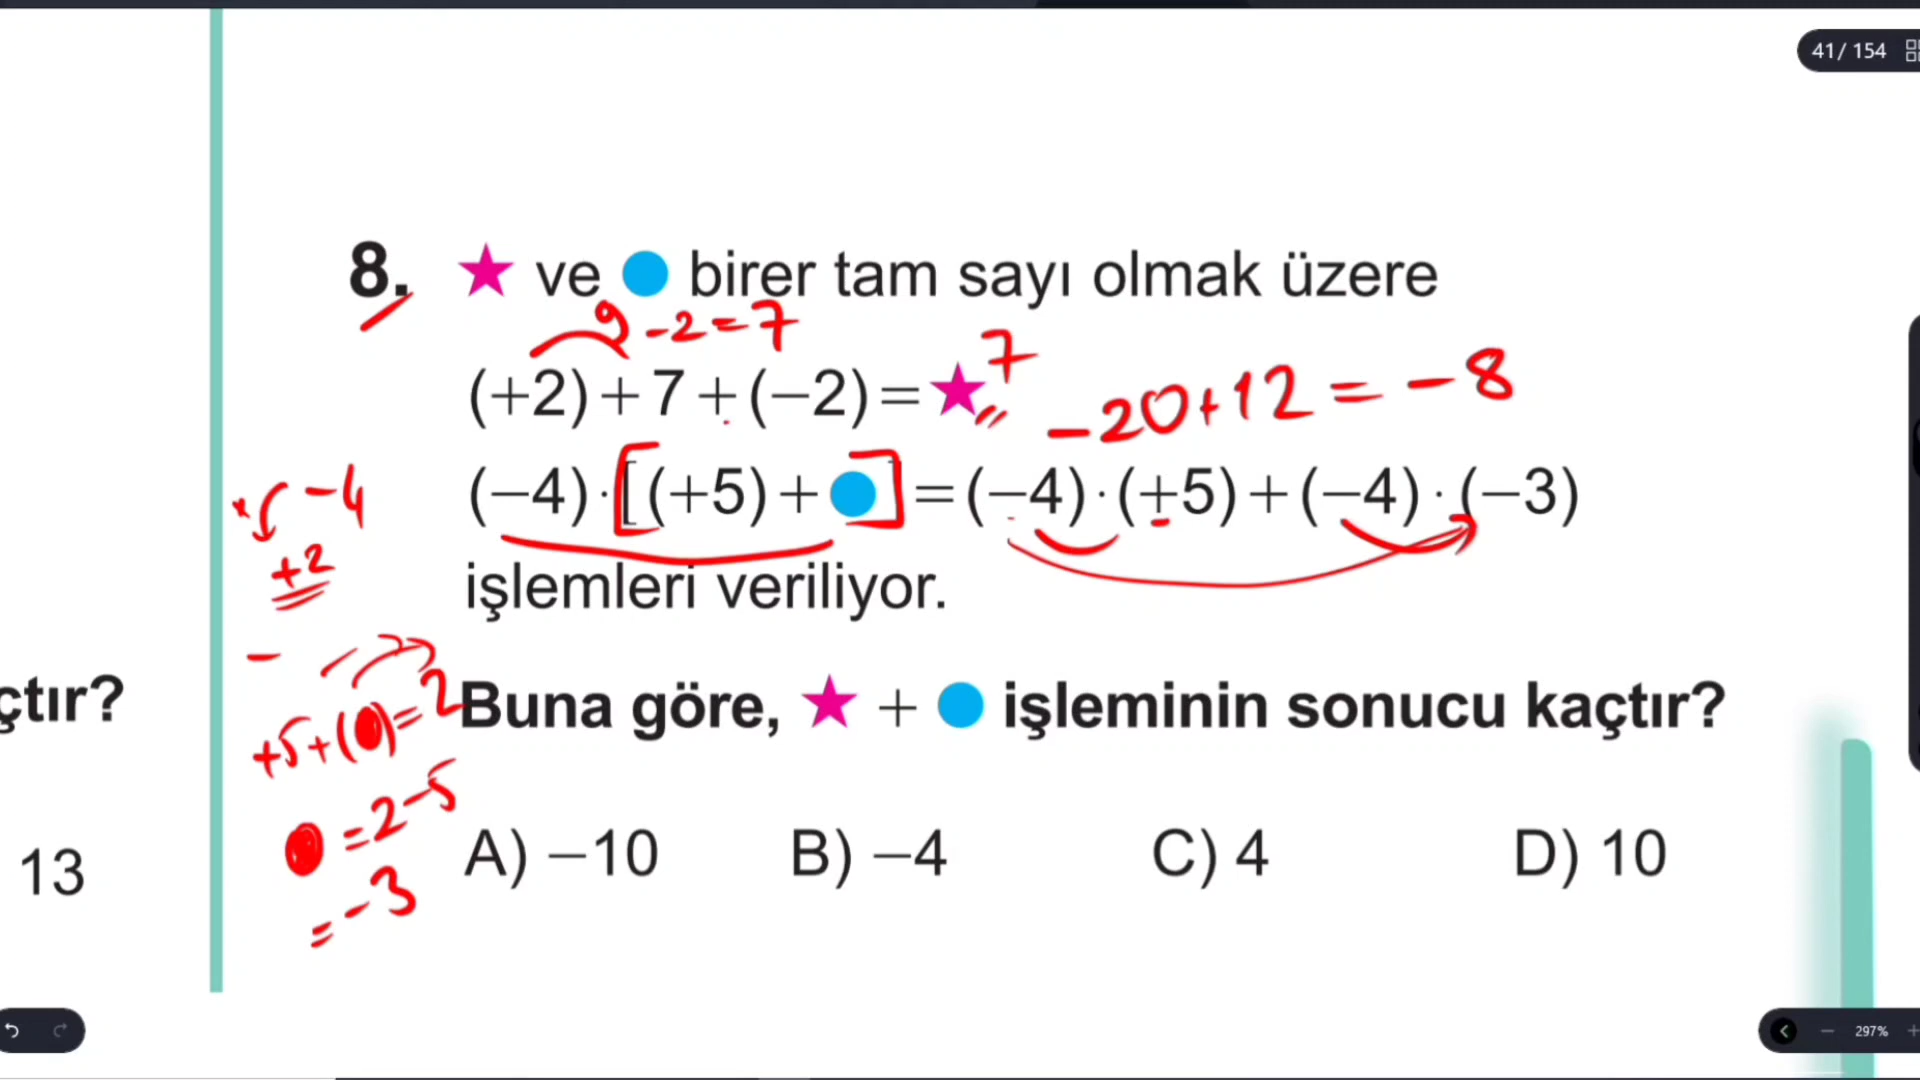 41/ 154
8. ★ ve ● birer tam sayı olmak üzere
9 -2 = 7
(+2) + 7 + (−2) = ★ 7
-20+12 = -8
(−4) · [(+5) + ●] = (−4) · (+5) + (−4) · (−3)
-4
+2
işlemleri veriliyor.
+5+(●)=2
Buna göre, ★ + ● işleminin sonucu kaçtır?
● =2-5
= -3
A) −10 B) −4 C) 4 D) 10
çtır?
13
297%